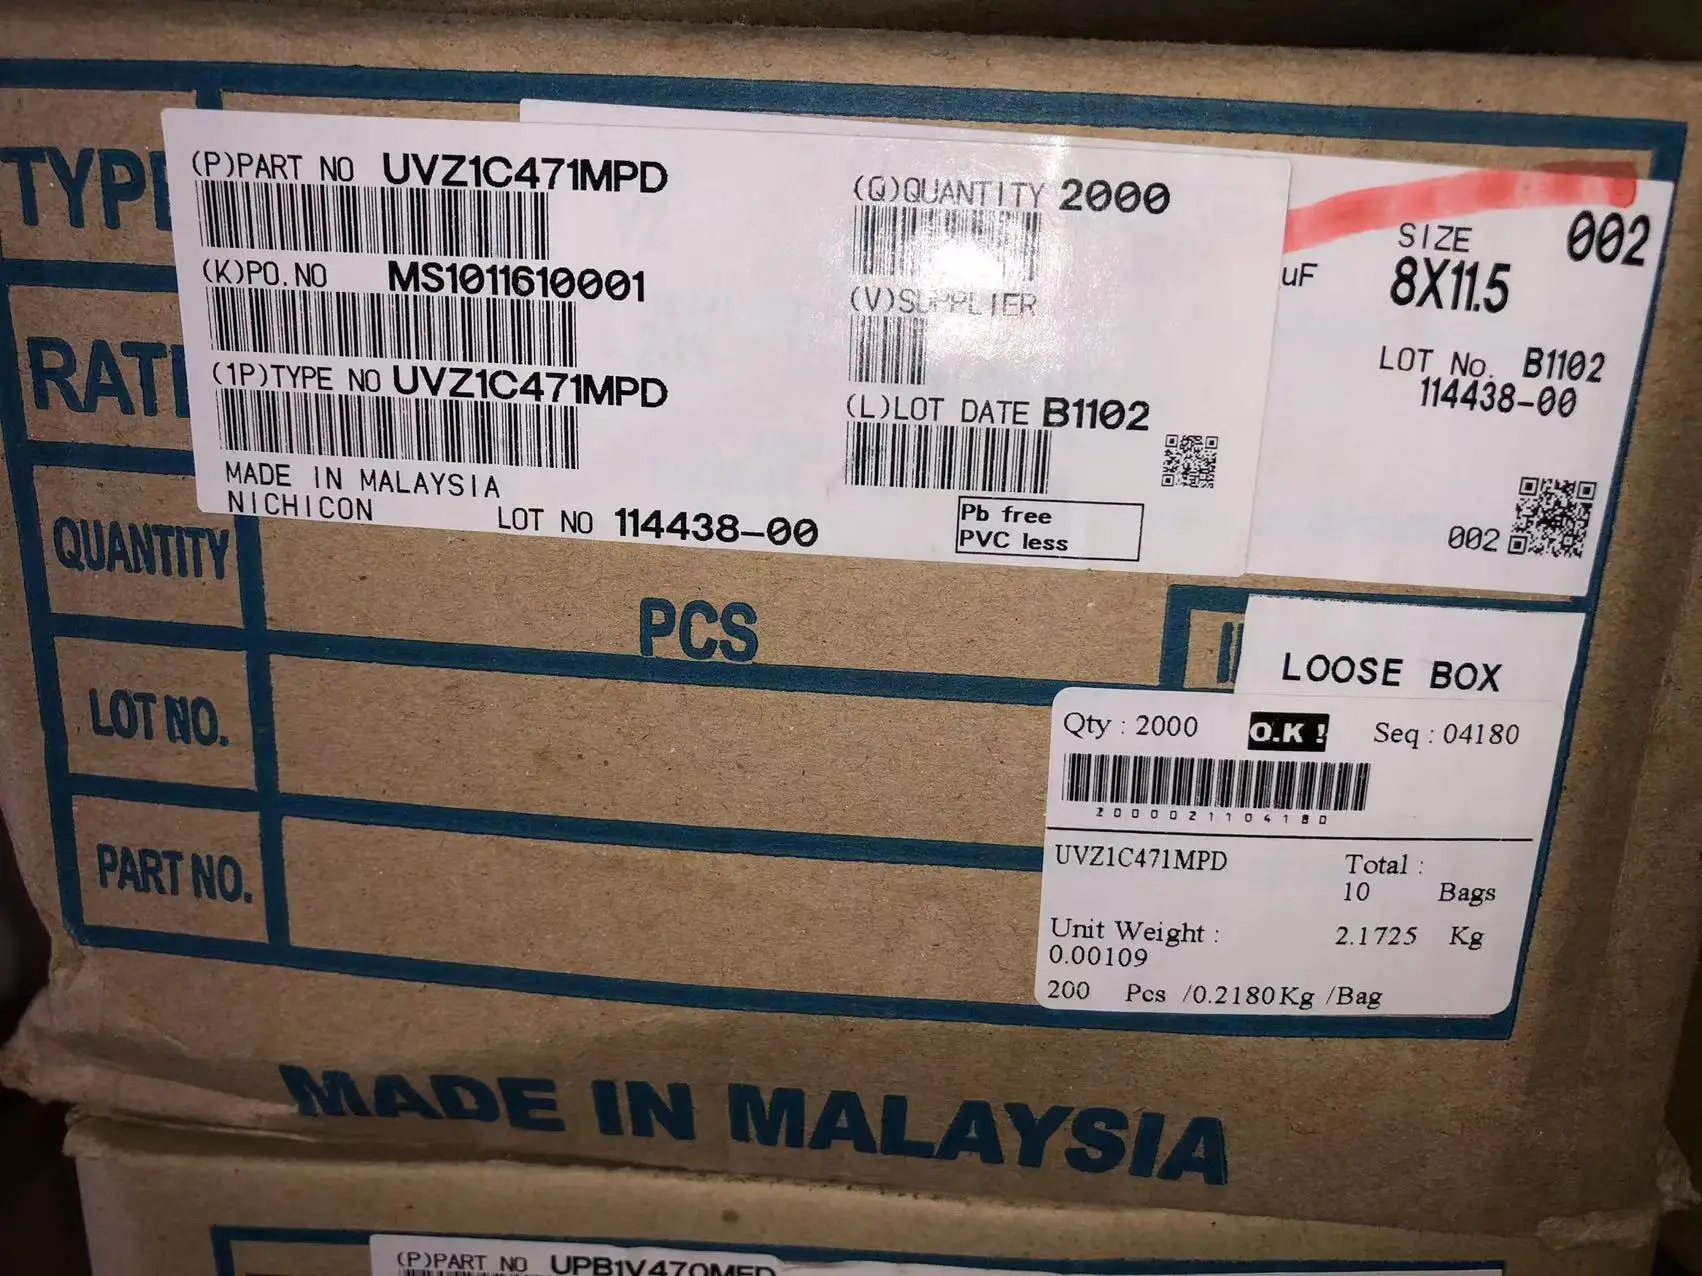 TYPE
RATI
QUANTITY
PCS
LOT NO.
PART NO.
MADE IN MALAYSIA
(P)PART NO UVZ1C471MPD
(Q)QUANTITY 2000
(K)PO.NO MS1011610001
(V)SUPPLIER
(1P)TYPE NO UVZ1C471MPD
(L)LOT DATE B1102
MADE IN MALAYSIA
NICHICON
LOT NO 114438-00
Pb free
PVC less
uF
SIZE
8X11.5
002
LOT No. B1102
114438-00
002
LOOSE BOX
Qty : 2000 O.K ! Seq : 04180
2000021104180
UVZ1C471MPD
Total :
10 Bags
Unit Weight :
0.00109
2.1725 Kg
200 Pcs /0.2180Kg /Bag
(P)PART NO UPB1V470MFD